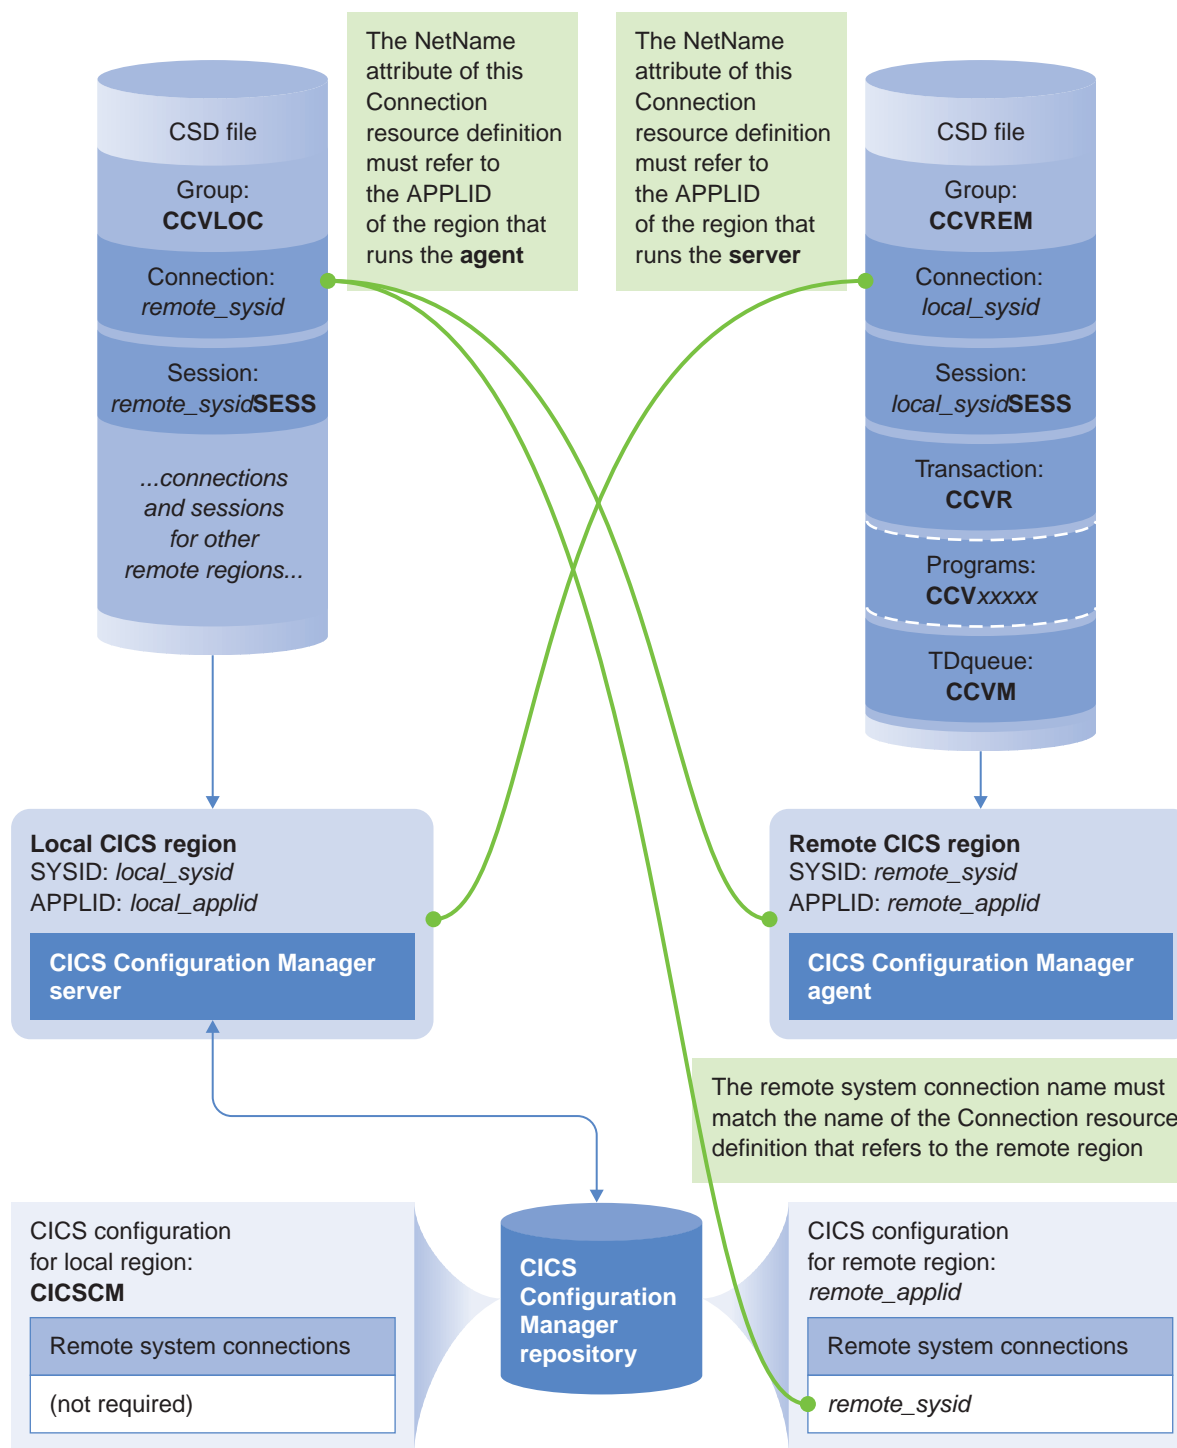 The NetName
attribute of this
Connection
resource definition
must refer to
the APPLID
of the region that
runs the agent
The NetName
attribute of this
Connection
resource definition
must refer to
the APPLID
of the region that
runs the server
CSD file
Group:
CCVLOC
Connection:
remote_sysid
Session:
remote_sysidSESS
...connections
and sessions
for other
remote regions...
CSD file
Group:
CCVREM
Connection:
local_sysid
Session:
local_sysidSESS
Transaction:
CCVR
Programs:
CCVxxxxx
TDqueue:
CCVM
Local CICS region
SYSID: local_sysid
APPLID: local_applid
CICS Configuration Manager
server
Remote CICS region
SYSID: remote_sysid
APPLID: remote_applid
CICS Configuration Manager
agent
The remote system connection name must
match the name of the Connection resource
definition that refers to the remote region
CICS configuration
for local region:
CICSCM
Remote system connections
(not required)
CICS
Configuration
Manager
repository
CICS configuration
for remote region:
remote_applid
Remote system connections
remote_sysid